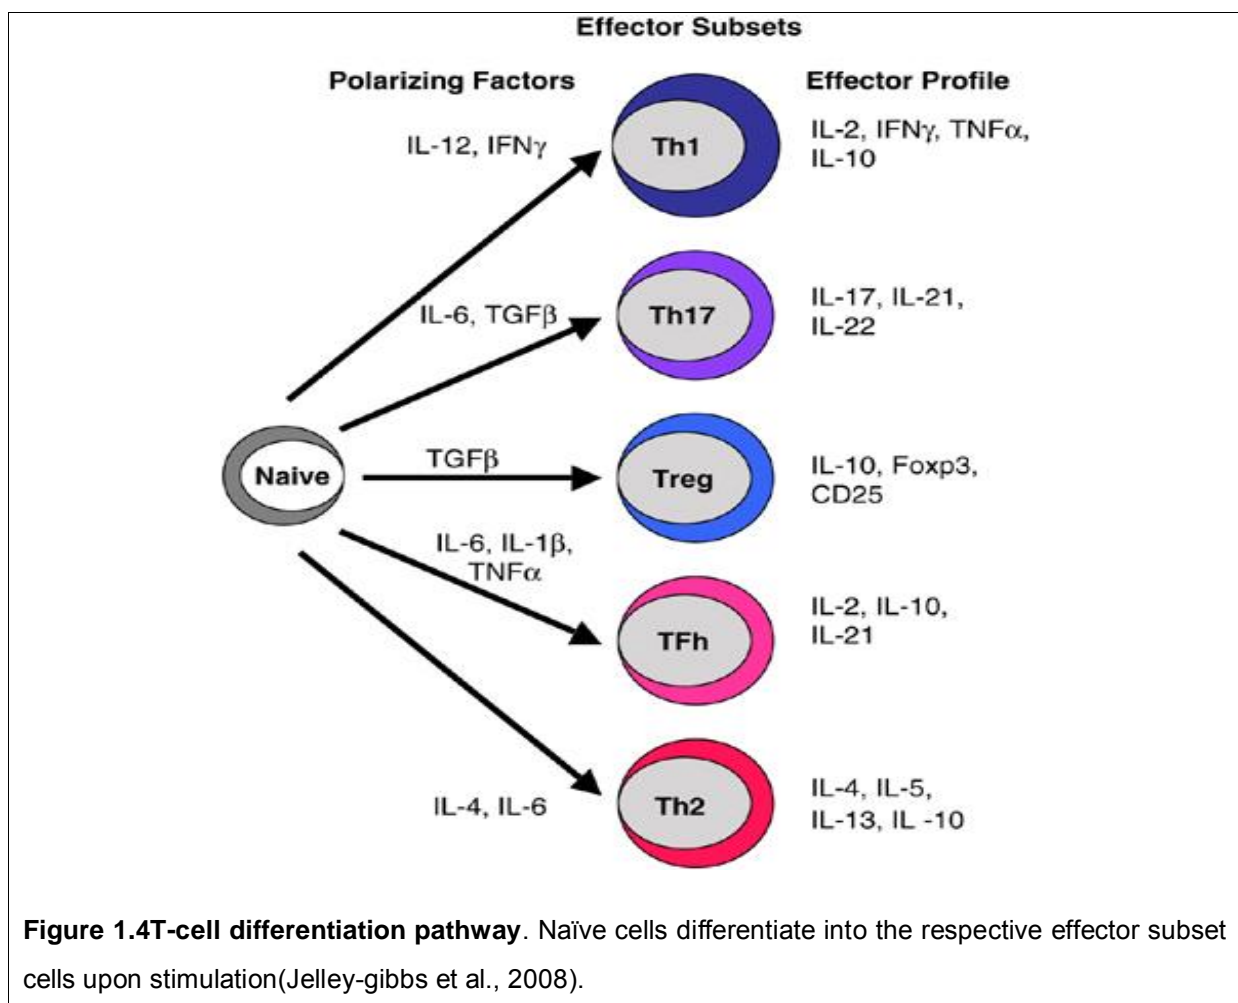 Effector Subsets
Polarizing Factors
Effector Profile
IL-12, IFNγ
Th1
IL-2, IFNγ, TNFα,
IL-10
IL-6, TGFβ
Th17
IL-17, IL-21,
IL-22
Naive
TGFβ
Treg
IL-10, Foxp3,
CD25
IL-6, IL-1β,
TNFα
TFh
IL-2, IL-10,
IL-21
IL-4, IL-6
Th2
IL-4, IL-5,
IL-13, IL -10
Figure 1.4T-cell differentiation pathway. Naïve cells differentiate into the respective effector subset
cells upon stimulation(Jelley-gibbs et al., 2008).